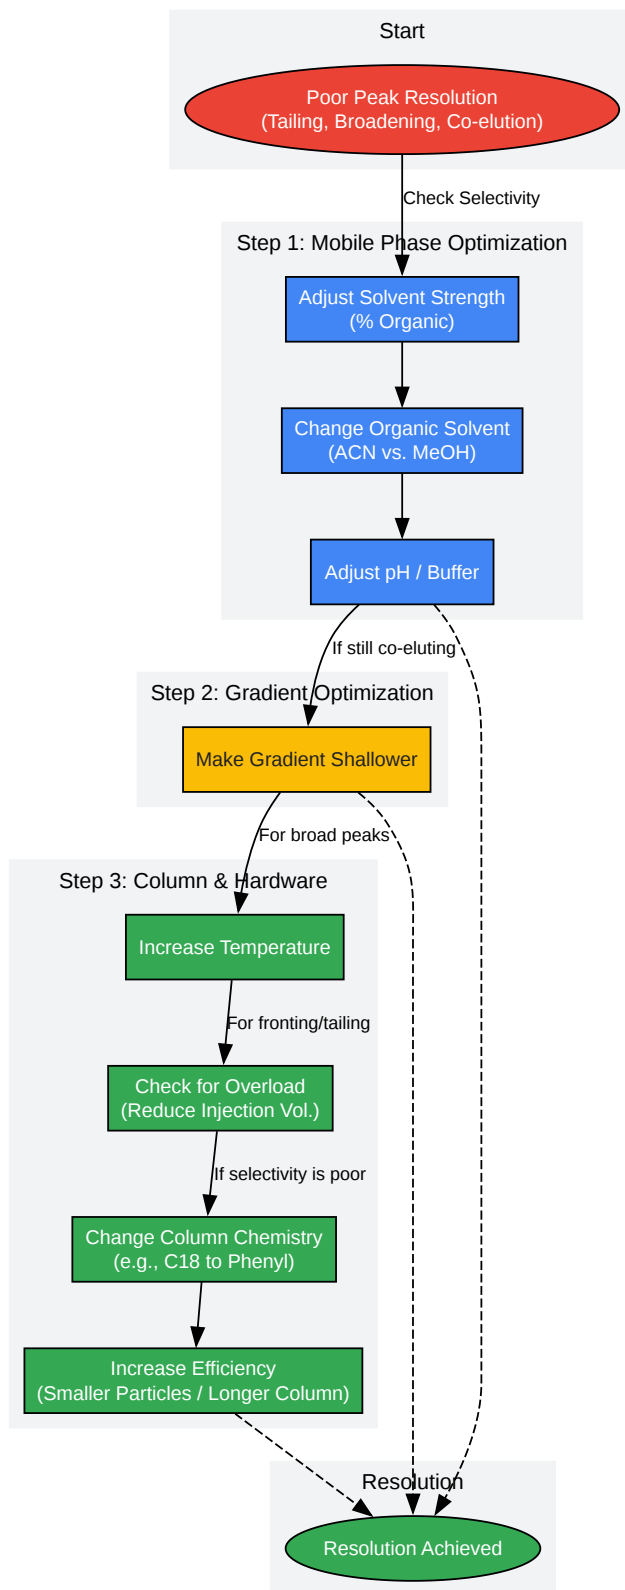 Start
Poor Peak Resolution
(Tailing, Broadening, Co-elution)
Check Selectivity
Step 1: Mobile Phase Optimization
Adjust Solvent Strength
(% Organic)
Change Organic Solvent
(ACN vs. MeOH)
Adjust pH / Buffer
If still co-eluting
Step 2: Gradient Optimization
Make Gradient Shallower
For broad peaks
Step 3: Column & Hardware
Increase Temperature
For fronting/tailing
Check for Overload
(Reduce Injection Vol.)
If selectivity is poor
Change Column Chemistry
(e.g., C18 to Phenyl)
Increase Efficiency
(Smaller Particles / Longer Column)
Resolution
Resolution Achieved